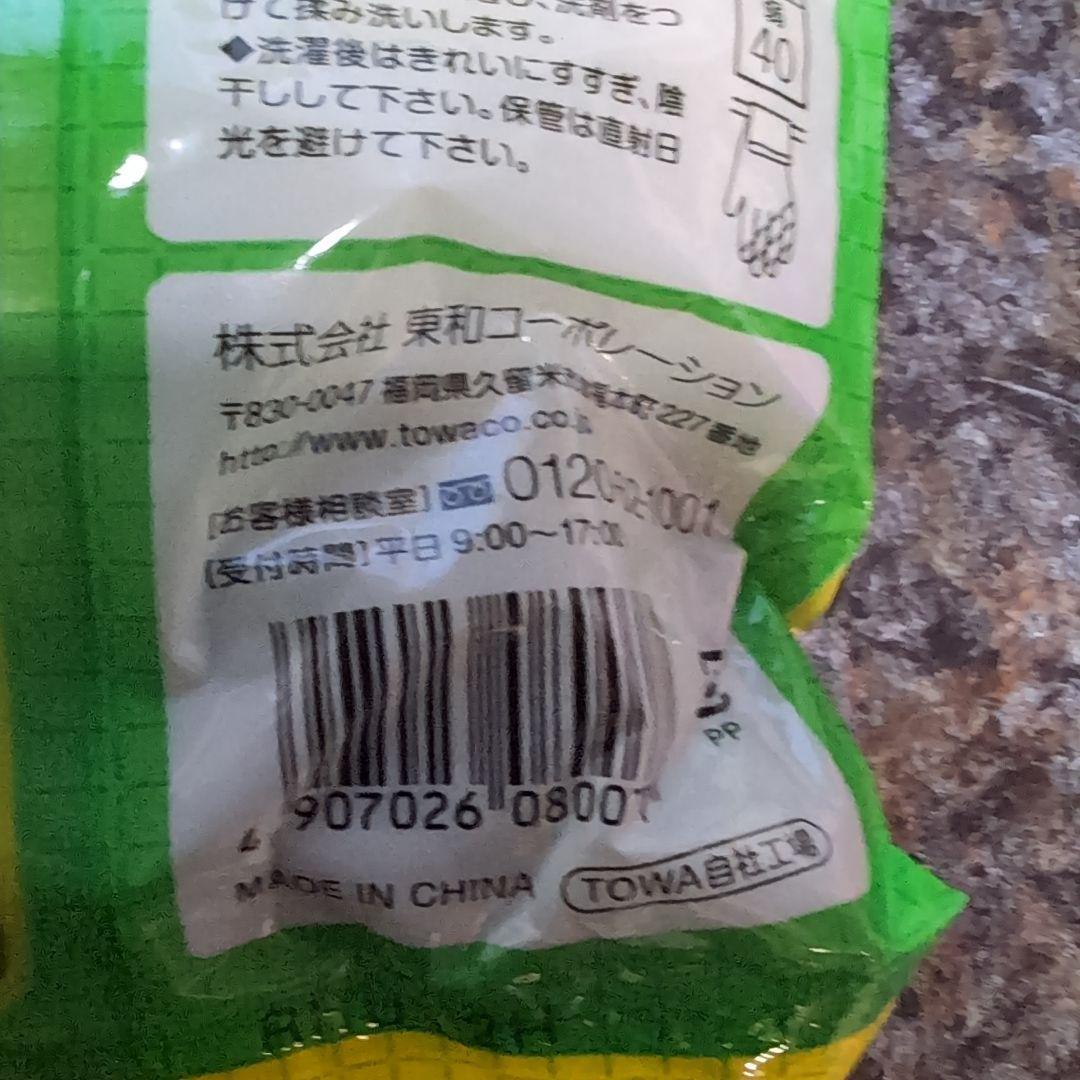 けて揉み洗いします。
◆洗濯後はきれいにすすぎ、陰
干しして下さい。保管は直射日
光を避けて下さい。
40
株式会社 東和コーポレーション
〒830-0047 福岡県久留米市津福本町227番地
http://www.towaco.co.jp
[お客様相談室] 0120-
[受付時間]平日 9:00〜17:00
PP
907026 08001
MADE IN CHINA TOWA自社工場